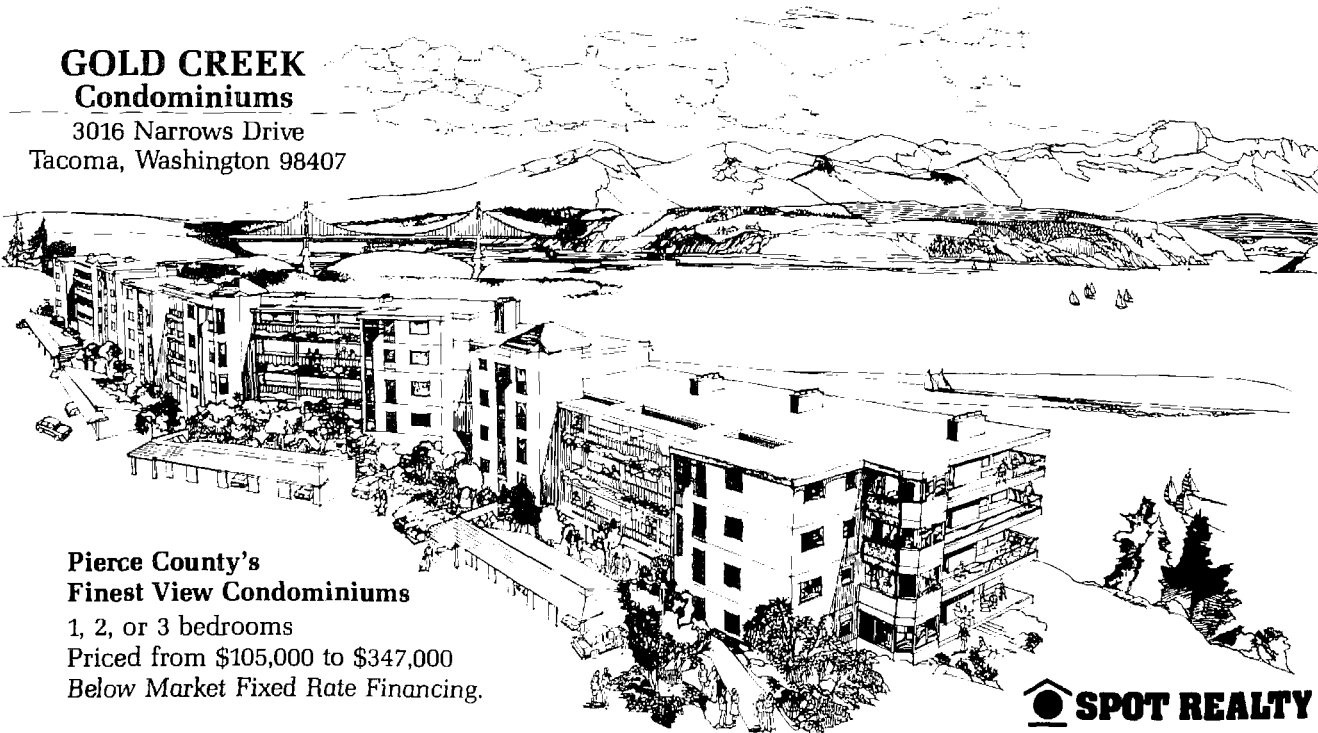 GOLD CREEK
Condominiums
3016 Narrows Drive
Tacoma, Washington 98407
Pierce County's
Finest View Condominiums
1, 2, or 3 bedrooms
Priced from $105,000 to $347,000
Below Market Fixed Rate Financing.
SPOT REALTY